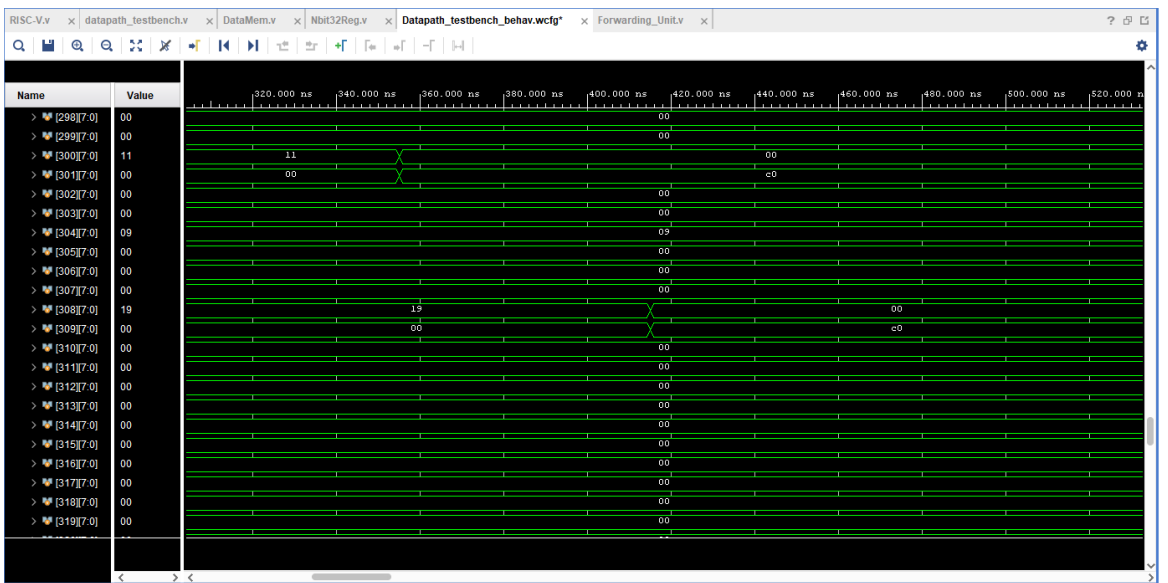 RISC-V.v × datapath_testbench.v × DataMem.v × Nbit32Reg.v × Datapath_testbench_behav.wcfg* × Forwarding_Unit.v × ?
Name Value 320.000 ns 340.000 ns 360.000 ns 380.000 ns 400.000 ns 420.000 ns 440.000 ns 460.000 ns 480.000 ns 500.000 ns 520.000 n
> [298][7:0] 00 00
> [299][7:0] 00 00
> [300][7:0] 11 11 00
> [301][7:0] 00 00 c0
> [302][7:0] 00 00
> [303][7:0] 00 00
> [304][7:0] 09 09
> [305][7:0] 00 00
> [306][7:0] 00 00
> [307][7:0] 00 00
> [308][7:0] 19 19 00
> [309][7:0] 00 00 c0
> [310][7:0] 00 00
> [311][7:0] 00 00
> [312][7:0] 00 00
> [313][7:0] 00 00
> [314][7:0] 00 00
> [315][7:0] 00 00
> [316][7:0] 00 00
> [317][7:0] 00 00
> [318][7:0] 00 00
> [319][7:0] 00 00